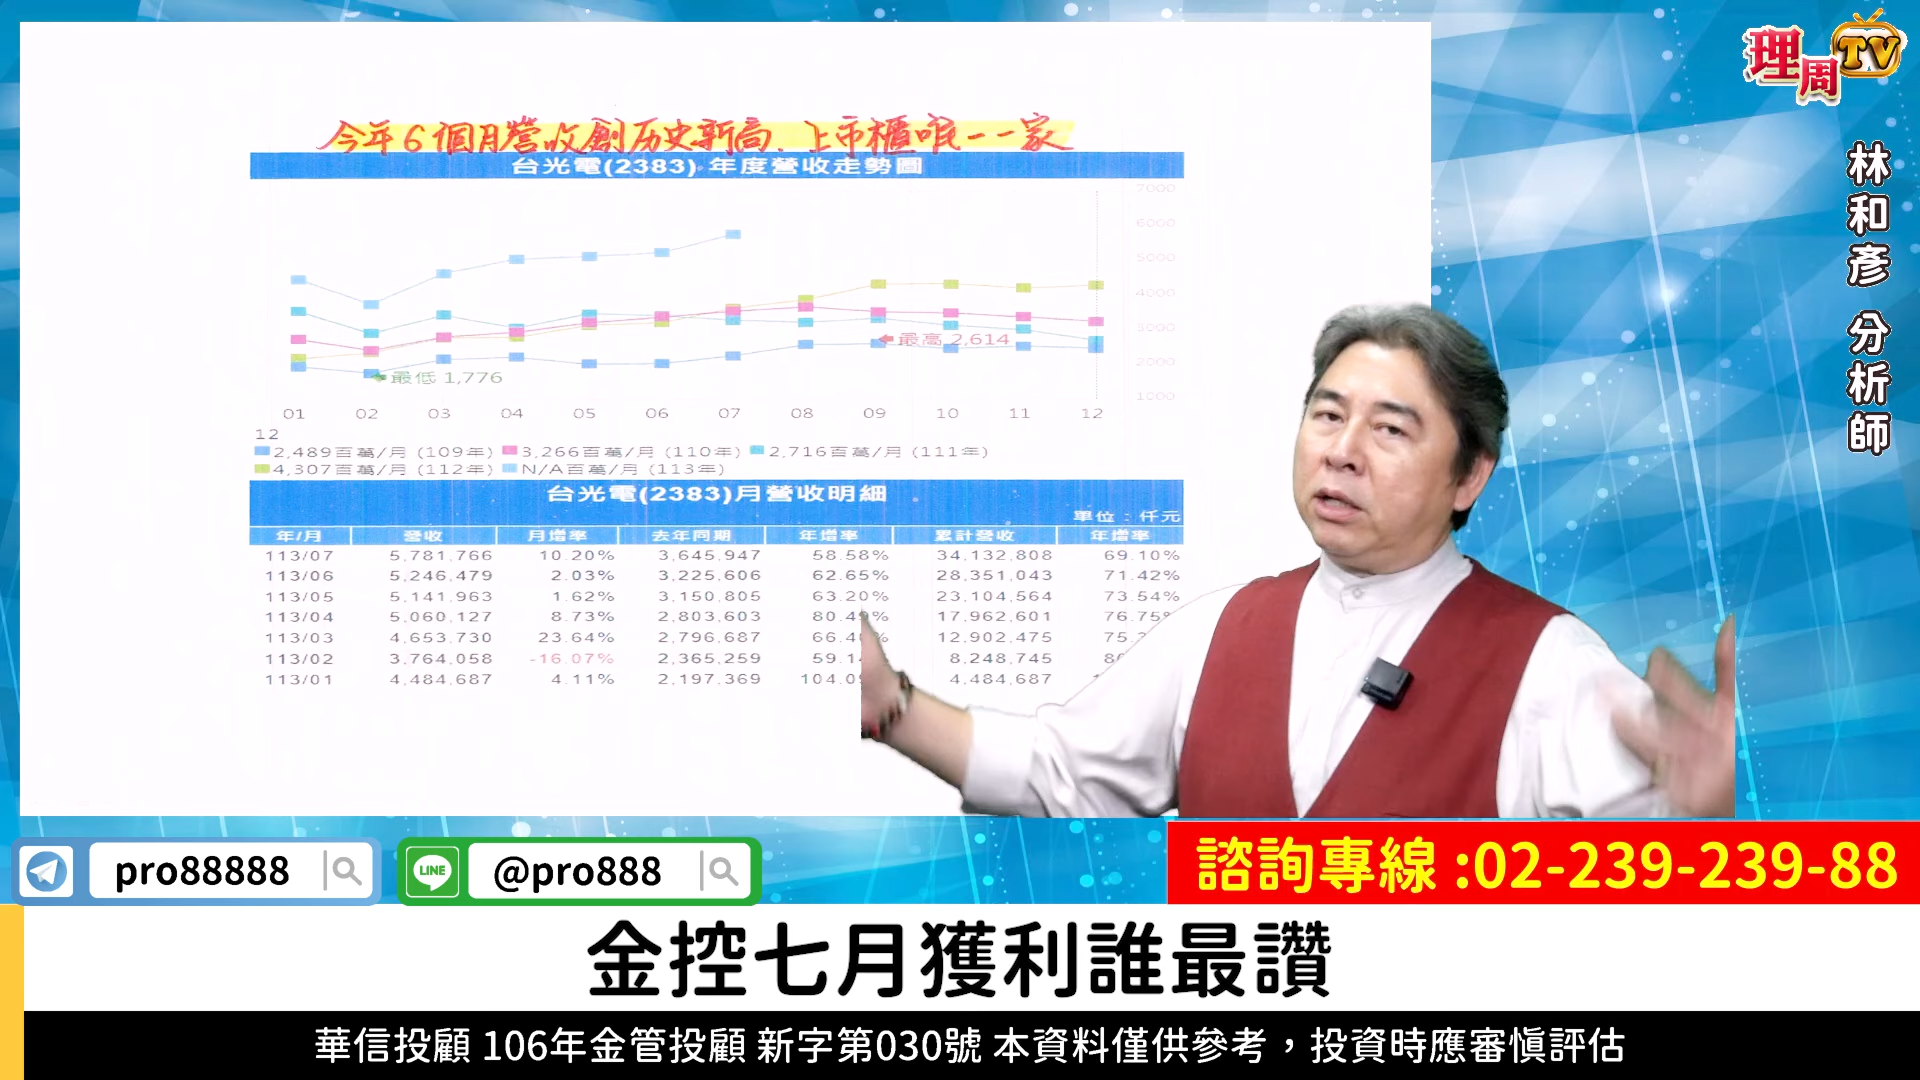 理周TV
林和彥 分析師
今年6個月營收創历史新高、上市櫃唯一一家
台光電(2383) 年度營收走勢圖
7000
6000
5000
4000
3000
2000
1000
最高 2,614
最低 1,776
01 02 03 04 05 06 07 08 09 10 11 12
12
2,489百萬/月 (109年) 3,266百萬/月 (110年) 2,716百萬/月 (111年)
4,307百萬/月 (112年) N/A百萬/月 (113年)
台光電(2383)月營收明細
單位：仟元
年/月 營收 月增率 去年同期 年增率 累計營收 年增率
113/07 5,781,766 10.20% 3,645,947 58.58% 34,132,808 69.10%
113/06 5,246,479 2.03% 3,225,606 62.65% 28,351,043 71.42%
113/05 5,141,963 1.62% 3,150,805 63.20% 23,104,564 73.54%
113/04 5,060,127 8.73% 2,803,603 80.49% 17,962,601 76.75%
113/03 4,653,730 23.64% 2,796,687 66.4 % 12,902,475 75.
113/02 3,764,058 -16.07% 2,365,259 59.1 8,248,745
113/01 4,484,687 4.11% 2,197,369 104.0 4,484,687
pro88888
LINE @pro888
諮詢專線 :02-239-239-88
金控七月獲利誰最讚
華信投顧 106年金管投顧 新字第030號 本資料僅供參考，投資時應審慎評估